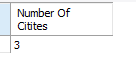 Number Of
Citites
3